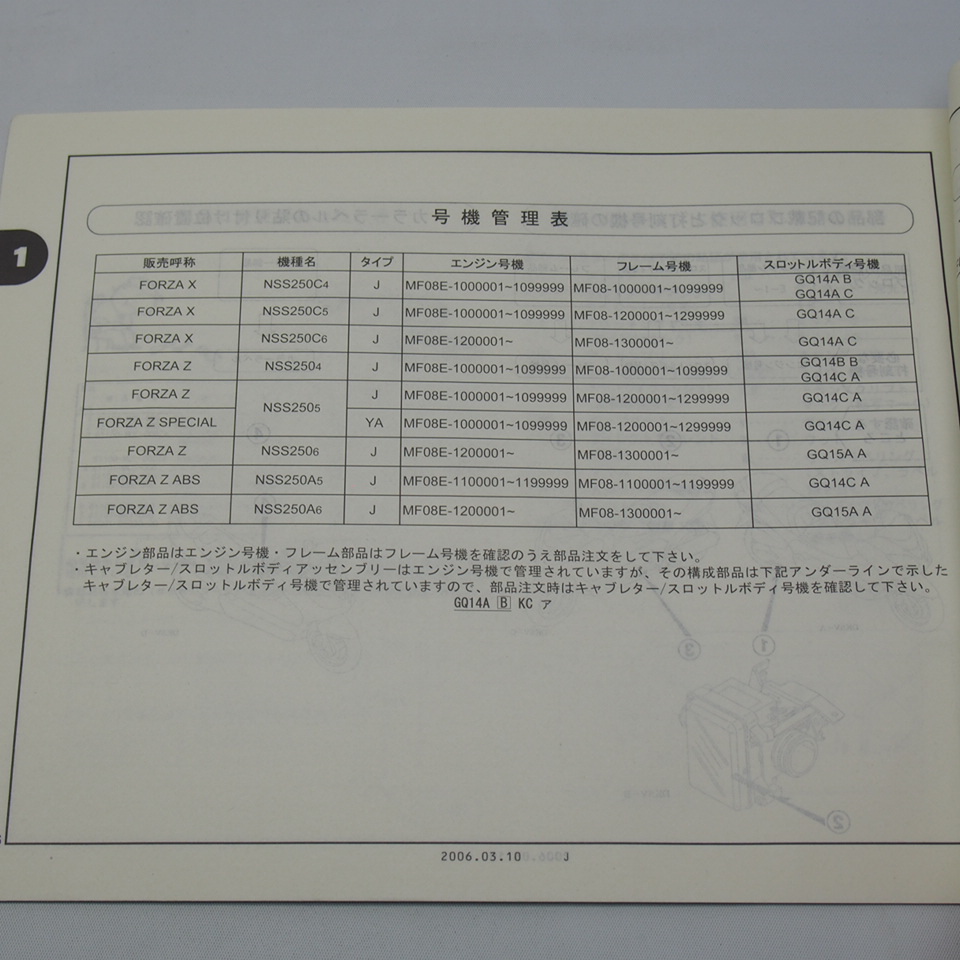 号機管理表
1
販売呼称 機種名 タイプ エンジン号機 フレーム号機 スロットルボディ号機
FORZA X NSS250C4 J MF08E-1000001~1099999 MF08-1000001~1099999 GQ14A B
GQ14A C
FORZA X NSS250C5 J MF08E-1000001~1099999 MF08-1200001~1299999 GQ14A C
FORZA X NSS250C6 J MF08E-1200001~ MF08-1300001~ GQ14A C
FORZA Z NSS2504 J MF08E-1000001~1099999 MF08-1000001~1099999 GQ14B B
GQ14C A
FORZA Z NSS2505 J MF08E-1000001~1099999 MF08-1200001~1299999 GQ14C A
FORZA Z SPECIAL YA MF08E-1000001~1099999 MF08-1200001~1299999 GQ14C A
FORZA Z NSS2506 J MF08E-1200001~ MF08-1300001~ GQ15A A
FORZA Z ABS NSS250A5 J MF08E-1100001~1199999 MF08-1100001~1199999 GQ14C A
FORZA Z ABS NSS250A6 J MF08E-1200001~ MF08-1300001~ GQ15A A
・エンジン部品はエンジン号機・フレーム部品はフレーム号機を確認のうえ部品注文をして下さい。
・キャブレター/スロットルボディアッセンブリーはエンジン号機で管理されていますが、その構成部品は下記アンダーラインで示した
キャブレター/スロットルボディ号機で管理されていますので、部品注文時はキャブレター/スロットルボディ号機を確認して下さい。
GQ14A B KC ア
2006.03.10 J